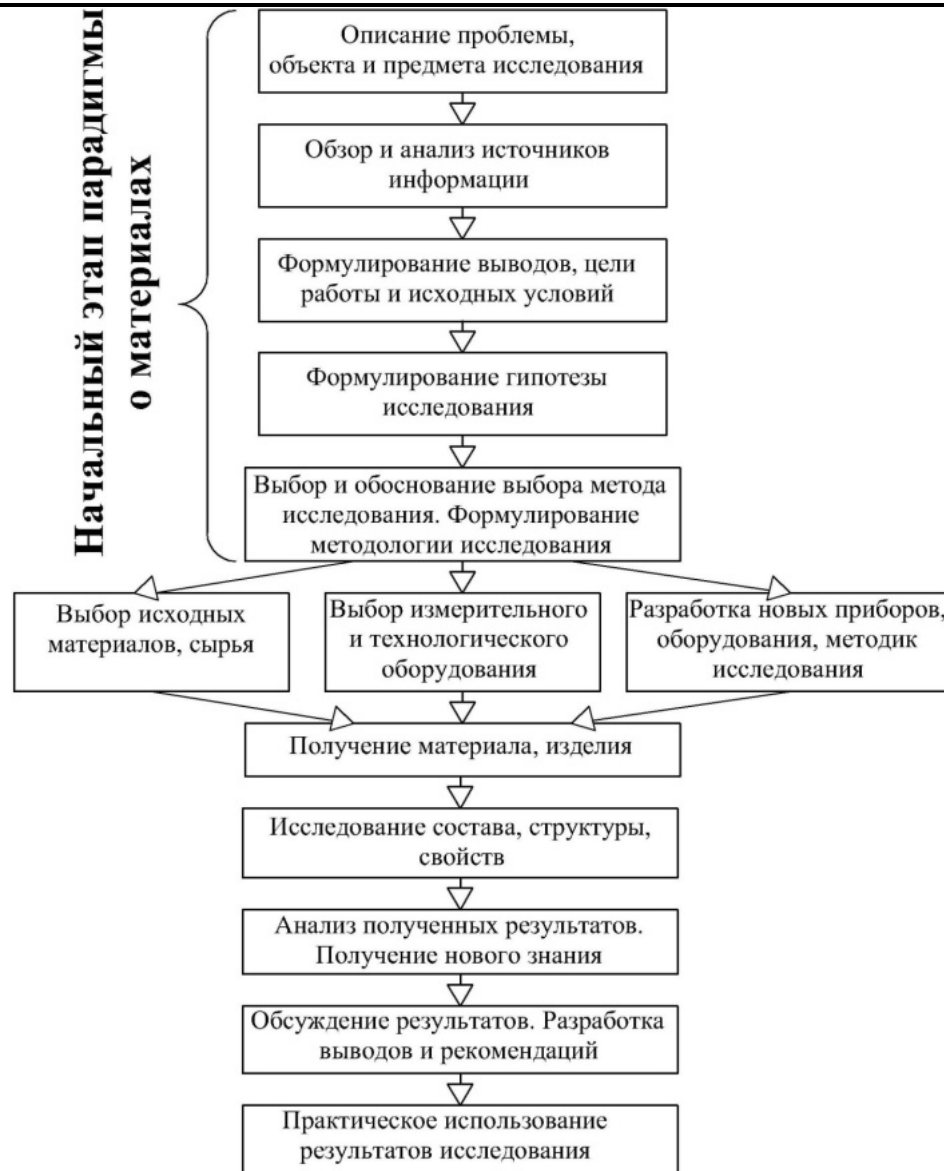 Начальный этап парадигмы
о материалах
Описание проблемы,
объекта и предмета исследования
Обзор и анализ источников
информации
Формулирование выводов, цели
работы и исходных условий
Формулирование гипотезы
исследования
Выбор и обоснование выбора метода
исследования. Формулирование
методологии исследования
Выбор исходных
материалов, сырья
Выбор измерительного
и технологического
оборудования
Разработка новых приборов,
оборудования, методик
исследования
Получение материала, изделия
Исследование состава, структуры,
свойств
Анализ полученных результатов.
Получение нового знания
Обсуждение результатов. Разработка
выводов и рекомендаций
Практическое использование
результатов исследования